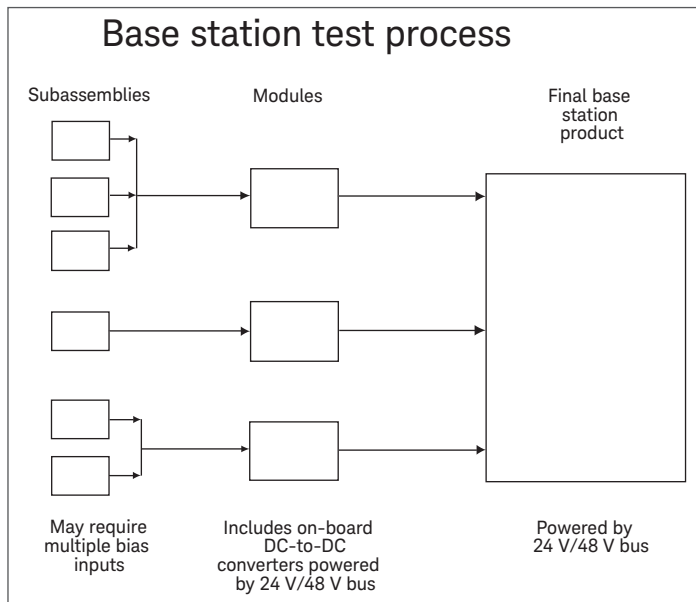 Base station test process
Subassemblies
Modules
Final base
station
product
May require
multiple bias
inputs
Includes on-board
DC-to-DC
converters powered
by 24 V/48 V bus
Powered by
24 V/48 V bus